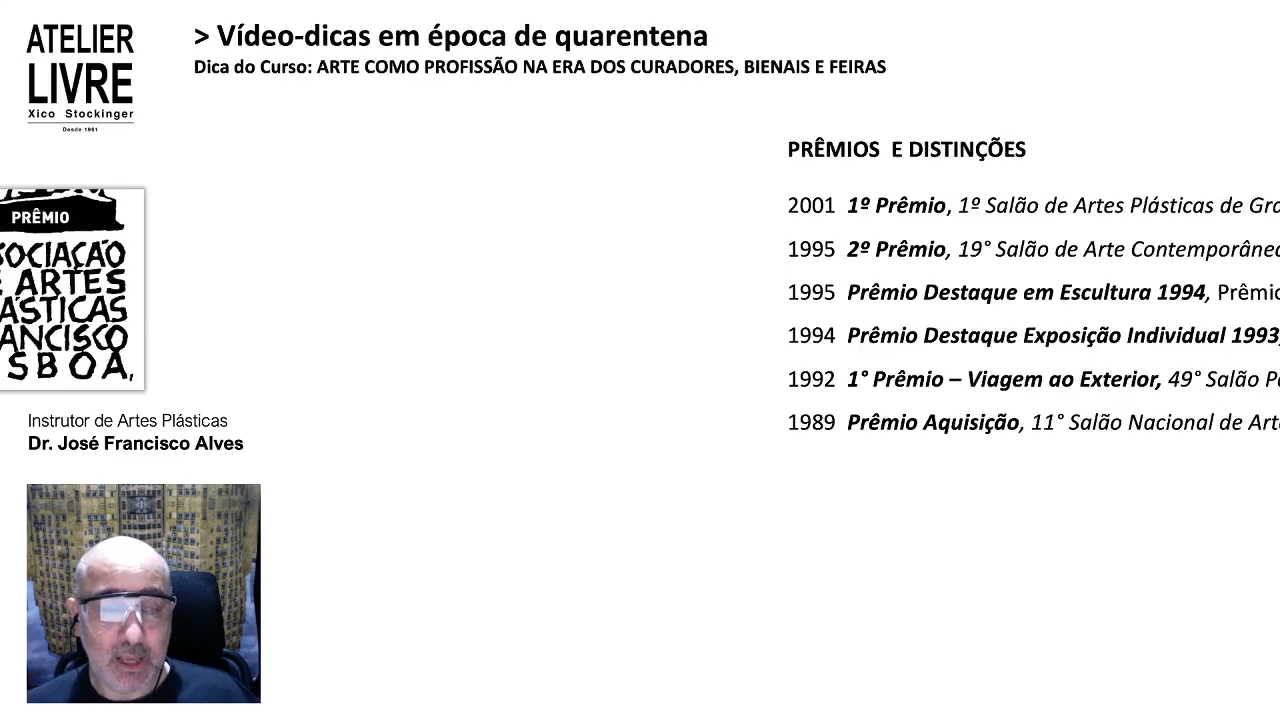 ATELIER
LIVRE
Xico Stockinger
Desde 1961
> Vídeo-dicas em época de quarentena
Dica do Curso: ARTE COMO PROFISSÃO NA ERA DOS CURADORES, BIENAIS E FEIRAS
PRÊMIO
OCIAÇÃO
ARTES
ÁSTICAS
ANCISCO
SBOA,
Instrutor de Artes Plásticas
Dr. José Francisco Alves
PRÊMIOS E DISTINÇÕES
2001 1º Prêmio, 1º Salão de Artes Plásticas de Gra
1995 2º Prêmio, 19° Salão de Arte Contemporânea
1995 Prêmio Destaque em Escultura 1994, Prêmio
1994 Prêmio Destaque Exposição Individual 1993,
1992 1° Prêmio – Viagem ao Exterior, 49° Salão Pa
1989 Prêmio Aquisição, 11° Salão Nacional de Arte